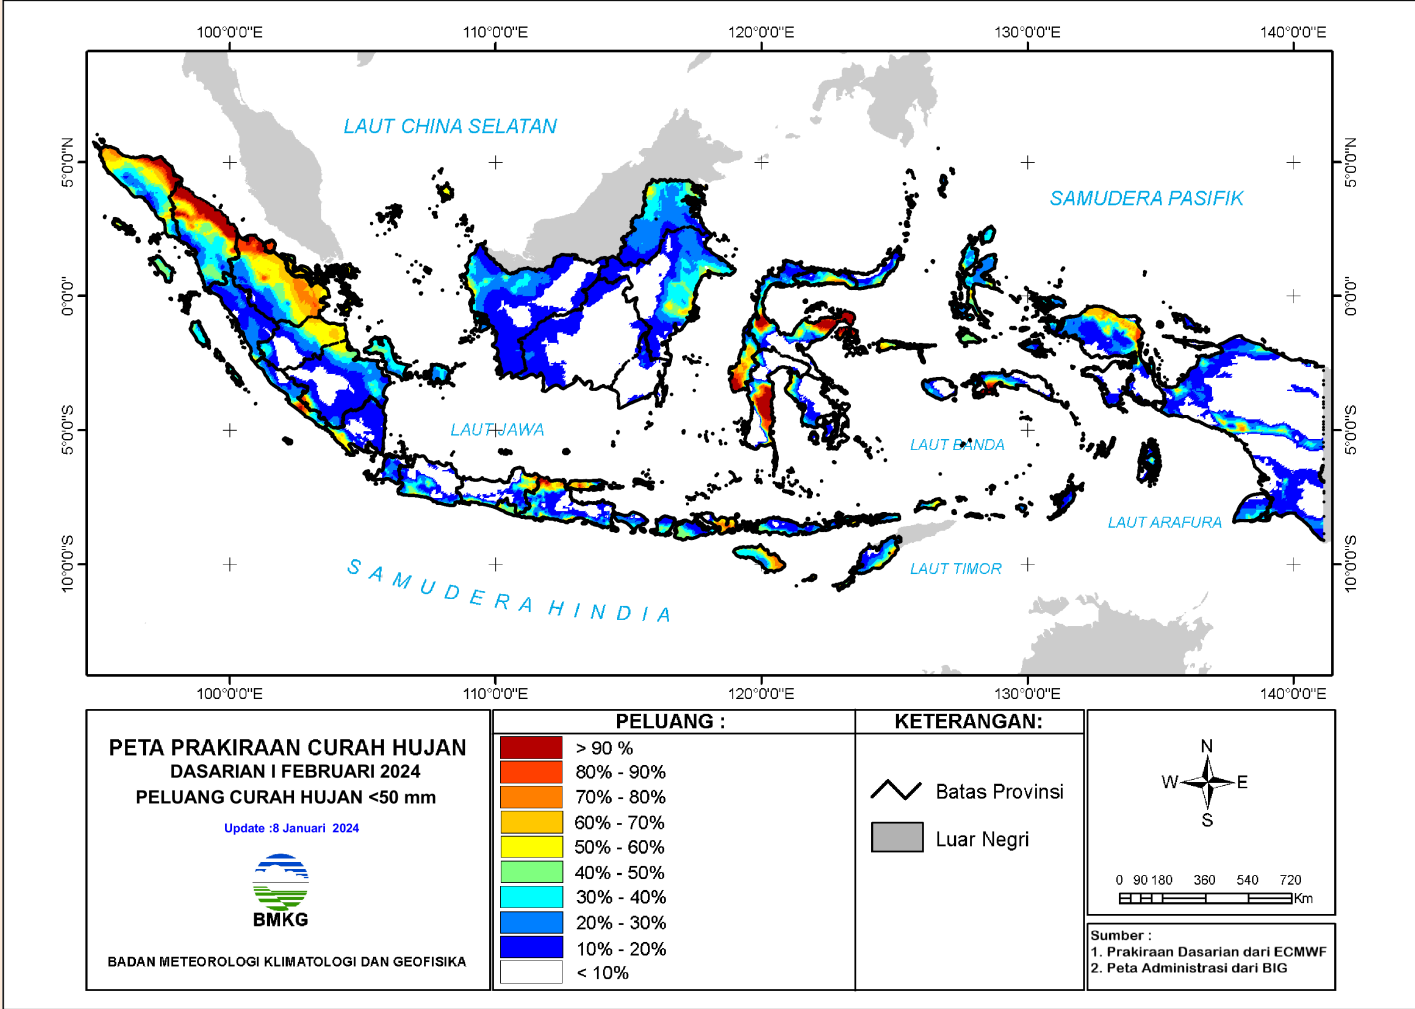 100°0'0"E 110°0'0"E 120°0'0"E 130°0'0"E 140°0'0"E
LAUT CHINA SELATAN
5°0'0"N
5°0'0"N
SAMUDERA PASIFIK
0°0'0"
0°0'0"
LAUT JAWA
LAUT BANDA
5°0'0"S
5°0'0"S
LAUT ARAFURA
LAUT TIMOR
10°0'0"S
10°0'0"S
SAMUDERA HINDIA
100°0'0"E 110°0'0"E 120°0'0"E 130°0'0"E 140°0'0"E
PETA PRAKIRAAN CURAH HUJAN
DASARIAN I FEBRUARI 2024
PELUANG CURAH HUJAN <50 mm
Update :8 Januari 2024
BMKG
BADAN METEOROLOGI KLIMATOLOGI DAN GEOFISIKA
PELUANG :
> 90 %
80% - 90%
70% - 80%
60% - 70%
50% - 60%
40% - 50%
30% - 40%
20% - 30%
10% - 20%
< 10%
KETERANGAN:
Batas Provinsi
Luar Negri
N
W E
S
0 90 180 360 540 720
Km
Sumber :
1. Prakiraan Dasarian dari ECMWF
2. Peta Administrasi dari BIG